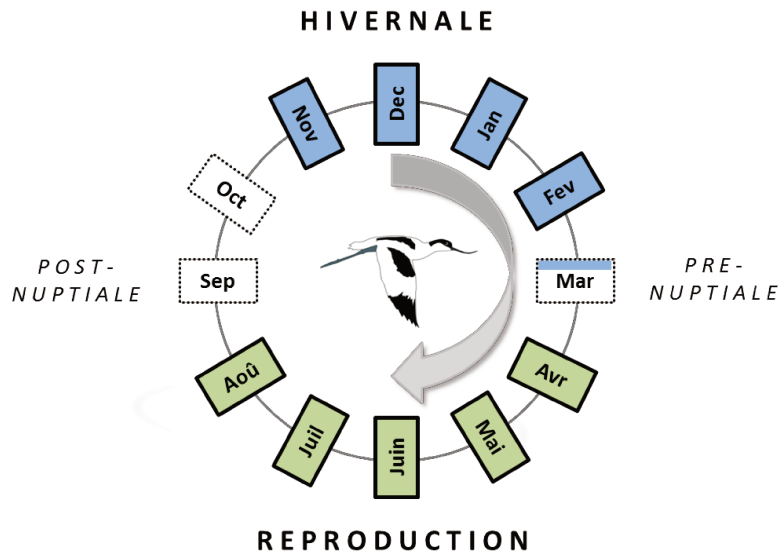 HIVERNALE
Dec
Jan
Fev
Mar
Avr
Mai
Juin
Juil
Aoû
Sep
Oct
Nov
PRE-
NUPTIALE
POST-
NUPTIALE
REPRODUCTION